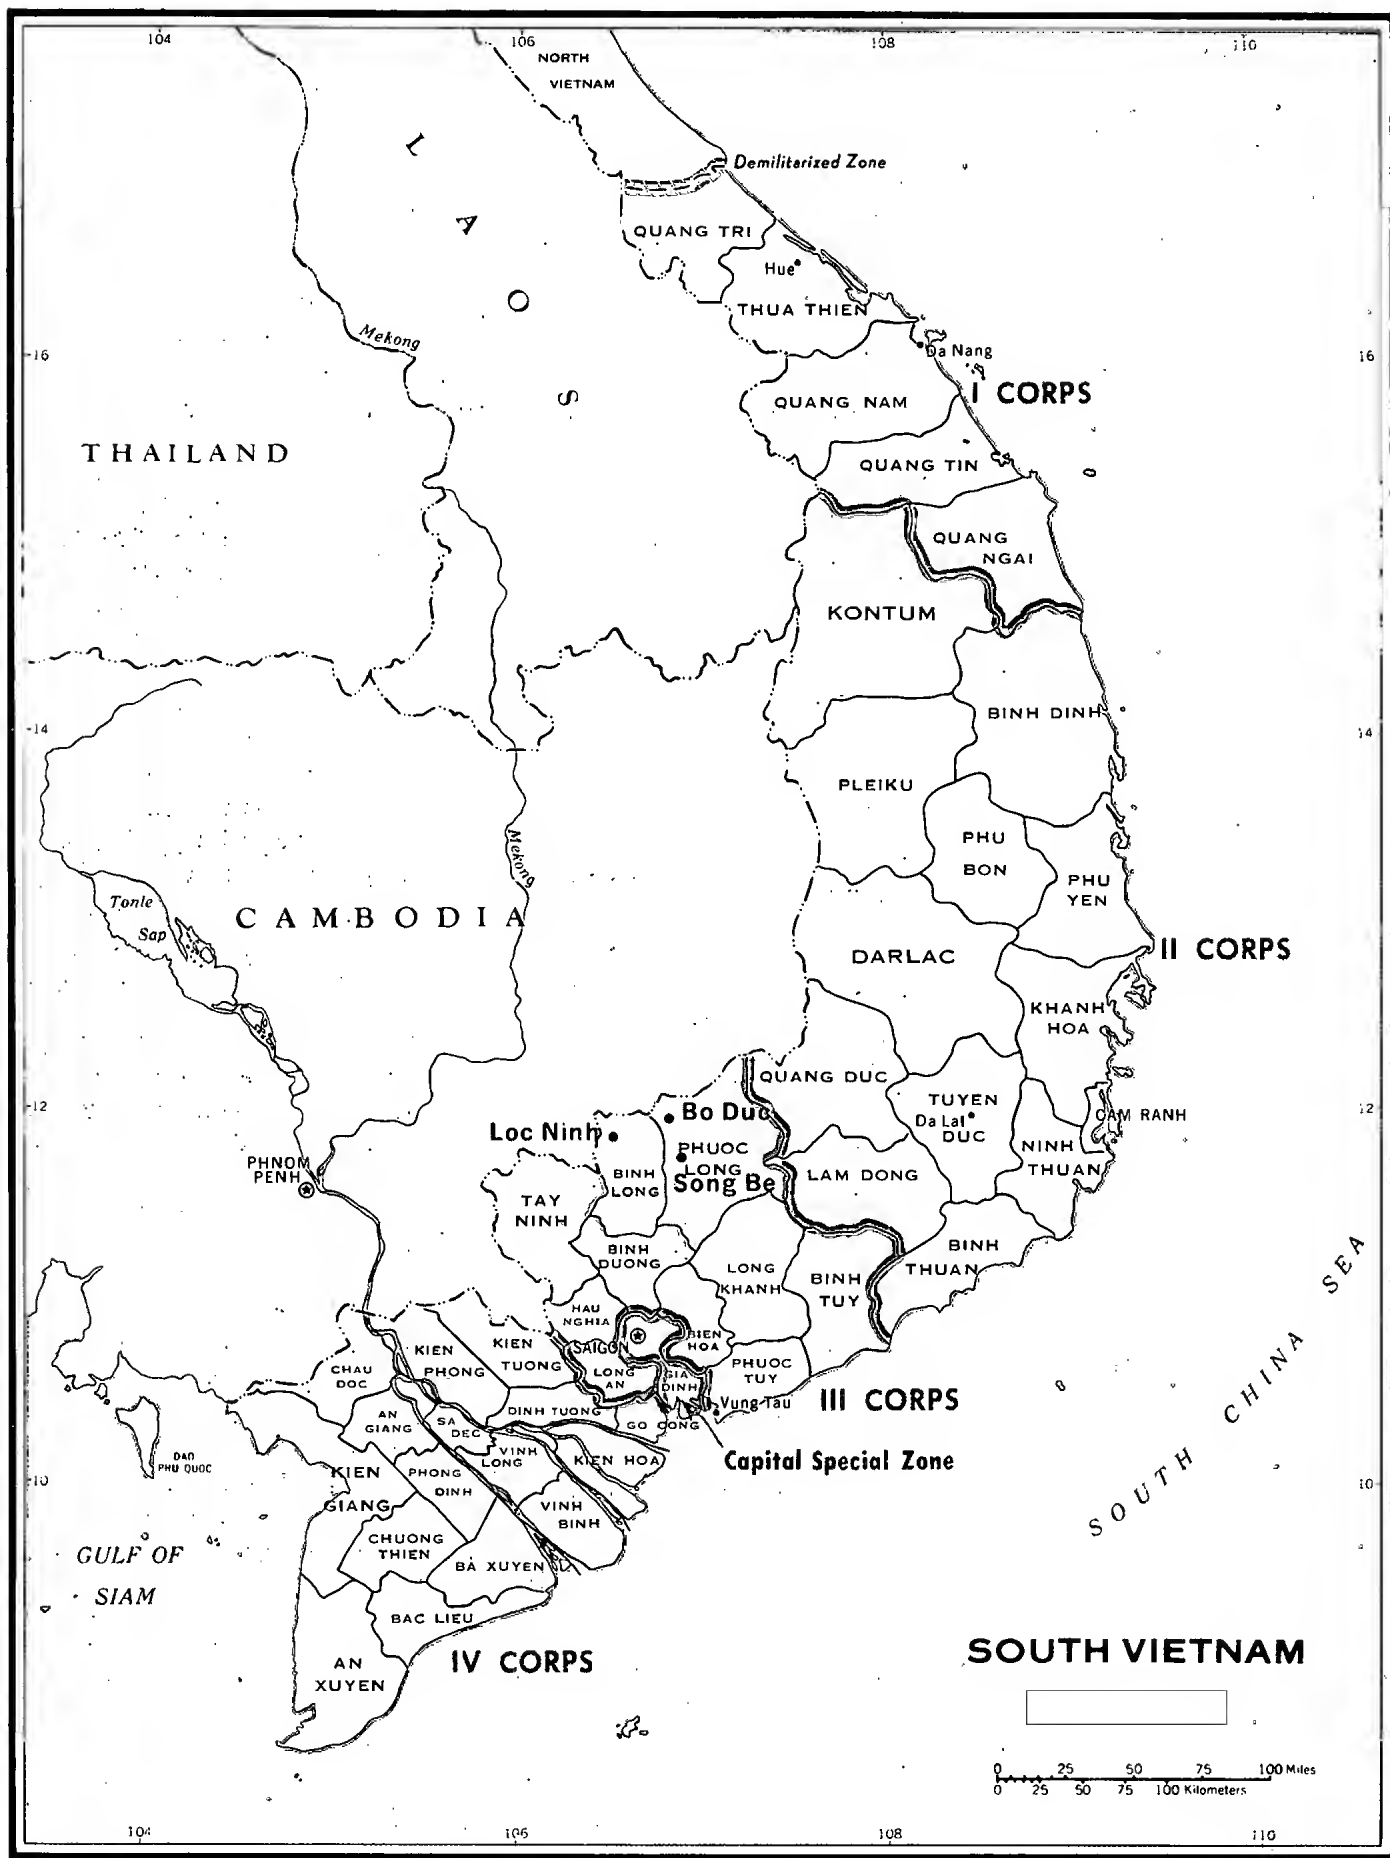 104
106
108
110
NORTH
VIETNAM
L
A
O
S
Demilitarized Zone
QUANG TRI
Hue
THUA THIEN
Mekong
16
16
Da Nang
I CORPS
QUANG NAM
THAILAND
QUANG TIN
QUANG
NGAI
KONTUM
BINH DINH
14
14
PLEIKU
Mekong
PHU
BON
PHU
YEN
Tonle
Sap
CAMBODIA
DARLAC
II CORPS
KHANH
HOA
QUANG DUC
12
12
Bo Duc
TUYEN
DUC
Da Lat
CAM RANH
Loc Ninh
PHUOC
LONG
NINH
THUAN
PHNOM
PENH
BINH
LONG
Song Be
LAM DONG
TAY
NINH
BINH
DUONG
BINH
THUAN
LONG
KHANH
BINH
TUY
HAU
NGHIA
SAIGON
BIEN
HOA
KIEN
PHONG
KIEN
TUONG
CHAU
DOC
LONG
AN
GIA
DINH
PHUOC
TUY
Vung Tau
III CORPS
AN
GIANG
SA
DEC
DINH TUONG
GO CONG
Capital Special Zone
VINH
LONG
KIEN HOA
DAO
PHU QUOC
10
10
KIEN
GIANG
PHONG
DINH
VINH
BINH
CHUONG
THIEN
BA XUYEN
GULF OF
SIAM
BAC LIEU
AN
XUYEN
IV CORPS
SOUTH CHINA SEA
SOUTH VIETNAM
0 25 50 75 100 Miles
0 25 50 75 100 Kilometers
104
106
108
110